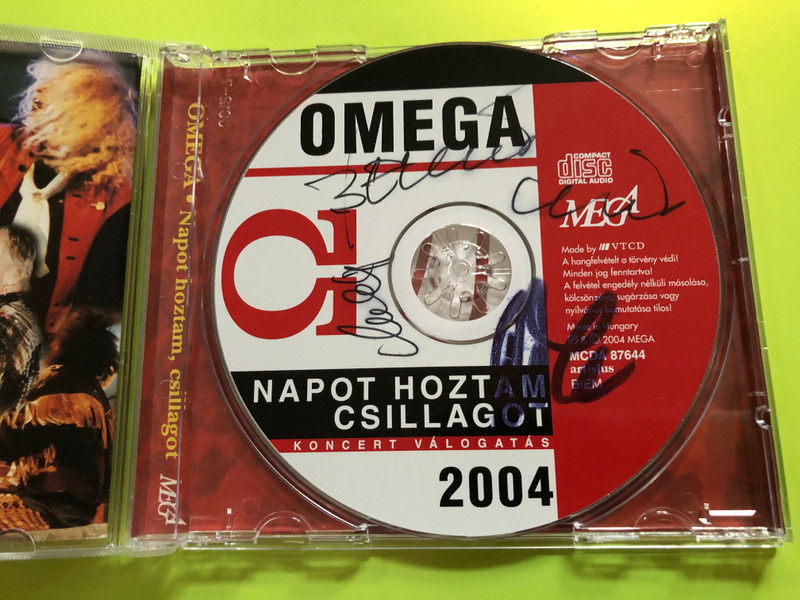 OMEGA • Napot hoztam, csillagot MEGA
OMEGA
Ω
NAPOT HOZTAM
CSILLAGOT
KONCERT VÁLOGATÁS
2004
COMPACT
disc
DIGITAL AUDIO
MEGA
Made by VTCD
A hangfelvételt a törvény védi!
Minden jog fenntartva!
A felvétel engedély nélküli másolása,
sugárzása vagy
bemutatása tilos!
Made in Hungary
℗ © 2004 MEGA
MCDA 87644
artisjus
BIEM